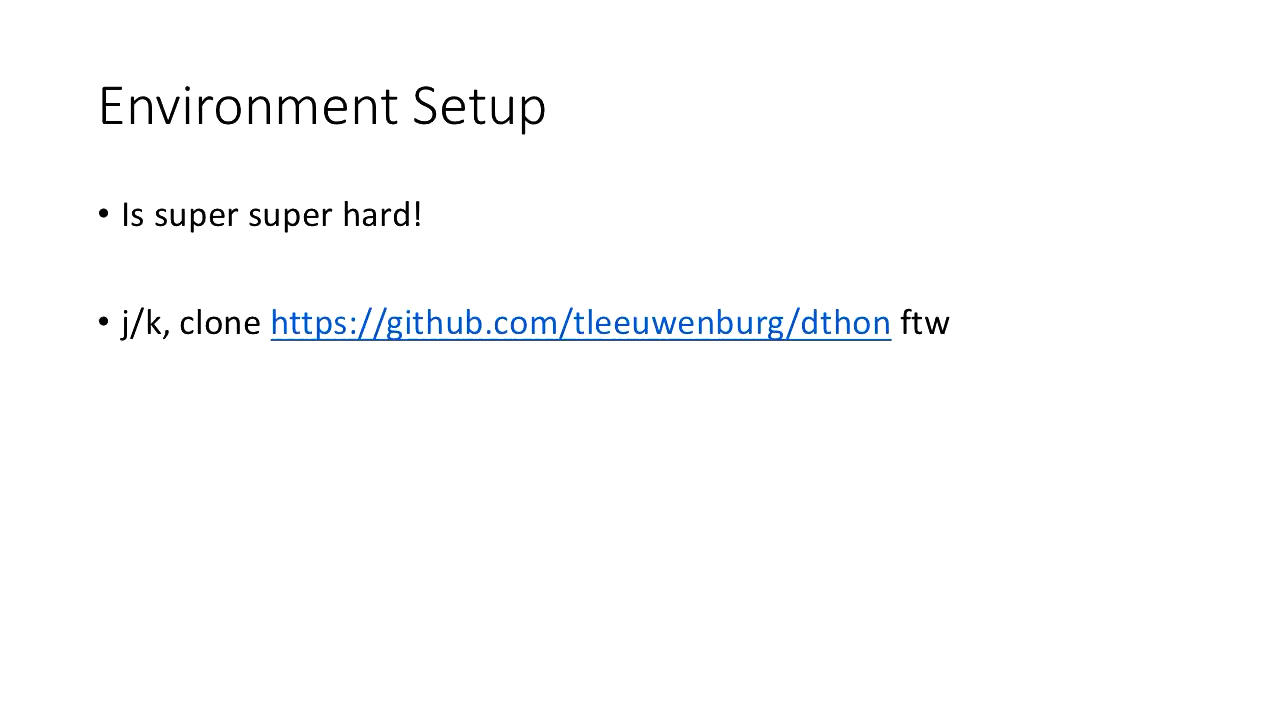 Environment Setup
• Is super super hard!
• j/k, clone https://github.com/tleeuwenburg/dthon ftw